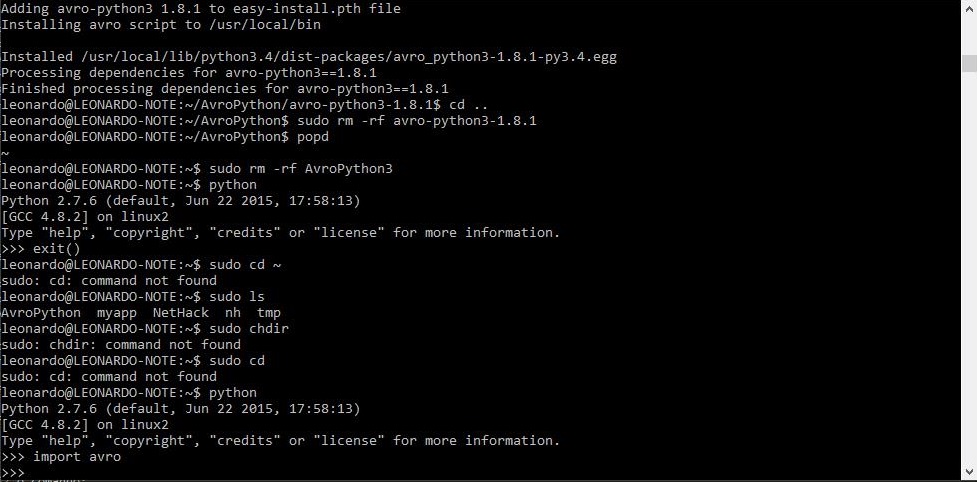 Adding avro-python3 1.8.1 to easy-install.pth file
Installing avro script to /usr/local/bin
Installed /usr/local/lib/python3.4/dist-packages/avro_python3-1.8.1-py3.4.egg
Processing dependencies for avro-python3==1.8.1
Finished processing dependencies for avro-python3==1.8.1
leonardo@LEONARDO-NOTE:~/AvroPython/avro-python3-1.8.1$ cd ..
leonardo@LEONARDO-NOTE:~/AvroPython$ sudo rm -rf avro-python3-1.8.1
leonardo@LEONARDO-NOTE:~/AvroPython$ popd
~
leonardo@LEONARDO-NOTE:~$ sudo rm -rf AvroPython3
leonardo@LEONARDO-NOTE:~$ python
Python 2.7.6 (default, Jun 22 2015, 17:58:13)
[GCC 4.8.2] on linux2
Type "help", "copyright", "credits" or "license" for more information.
>>> exit()
leonardo@LEONARDO-NOTE:~$ sudo cd ~
sudo: cd: command not found
leonardo@LEONARDO-NOTE:~$ sudo ls
AvroPython  myapp  NetHack  nh  tmp
leonardo@LEONARDO-NOTE:~$ sudo chdir
sudo: chdir: command not found
leonardo@LEONARDO-NOTE:~$ sudo cd
sudo: cd: command not found
leonardo@LEONARDO-NOTE:~$ python
Python 2.7.6 (default, Jun 22 2015, 17:58:13)
[GCC 4.8.2] on linux2
Type "help", "copyright", "credits" or "license" for more information.
>>> import avro
>>>